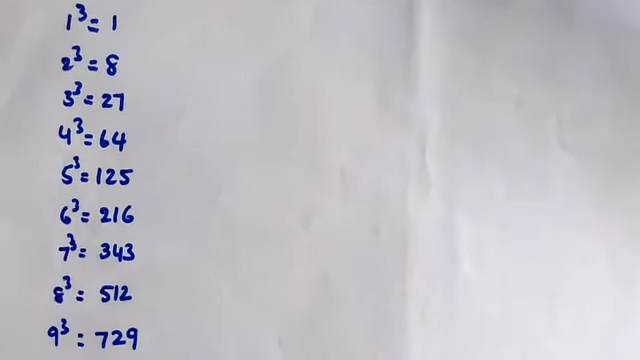 1³ = 1
2³ = 8
3³ = 27
4³ = 64
5³ = 125
6³ = 216
7³ = 343
8³ = 512
9³ = 729